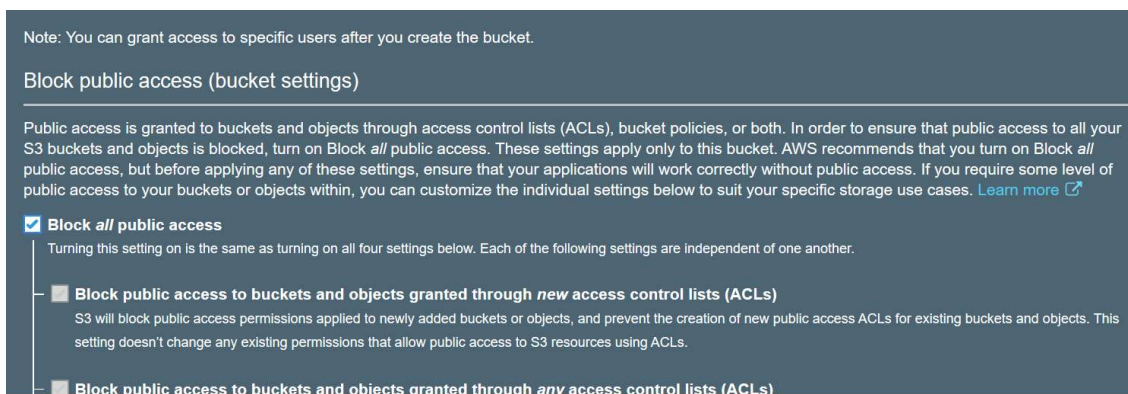 Note: You can grant access to specific users after you create the bucket.
Block public access (bucket settings)
Public access is granted to buckets and objects through access control lists (ACLs), bucket policies, or both. In order to ensure that public access to all your
S3 buckets and objects is blocked, turn on Block all public access. These settings apply only to this bucket. AWS recommends that you turn on Block all
public access, but before applying any of these settings, ensure that your applications will work correctly without public access. If you require some level of
public access to your buckets or objects within, you can customize the individual settings below to suit your specific storage use cases. Learn more
Block all public access
Turning this setting on is the same as turning on all four settings below. Each of the following settings are independent of one another.
Block public access to buckets and objects granted through new access control lists (ACLs)
S3 will block public access permissions applied to newly added buckets or objects, and prevent the creation of new public access ACLs for existing buckets and objects. This
setting doesn't change any existing permissions that allow public access to S3 resources using ACLs.
Block public access to buckets and objects granted through any access control lists (ACLs)